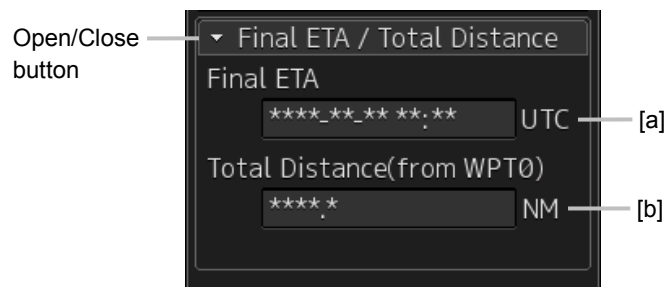 Open/Close
button
Final ETA / Total Distance
Final ETA
****-**-** **:**
UTC
[a]
Total Distance(from WPT0)
****.*
NM
[b]